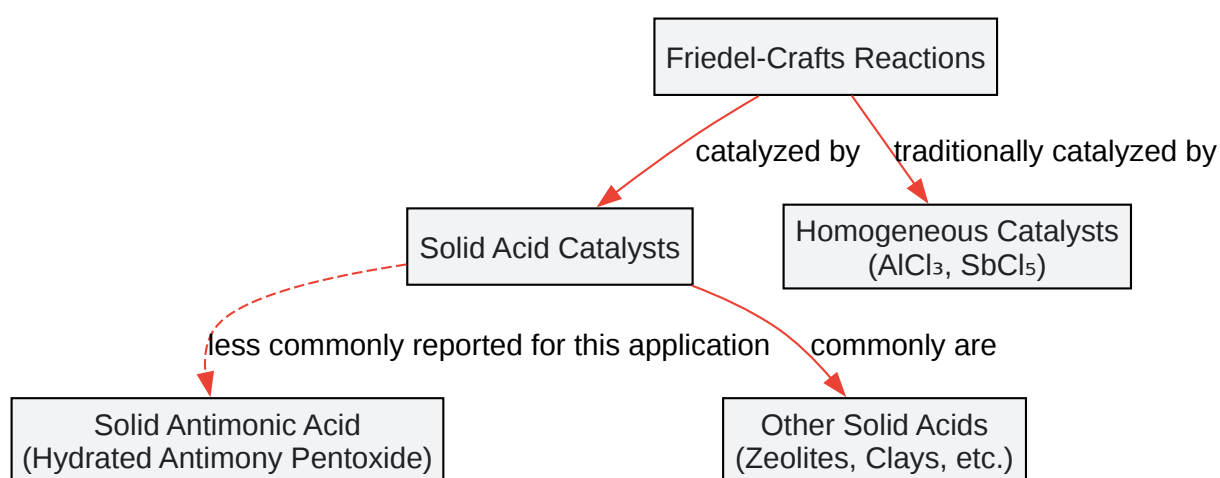 Friedel-Crafts Reactions
catalyzed by
traditionally catalyzed by
Solid Acid Catalysts
Homogeneous Catalysts
(AlCl₃, SbCl₅)
less commonly reported for this application
commonly are
Solid Antimonic Acid
(Hydrated Antimony Pentoxide)
Other Solid Acids
(Zeolites, Clays, etc.)